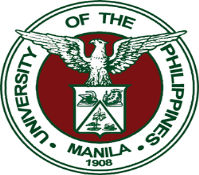 UNIVERSITY OF THE PHILIPPINES
MANILA
1908